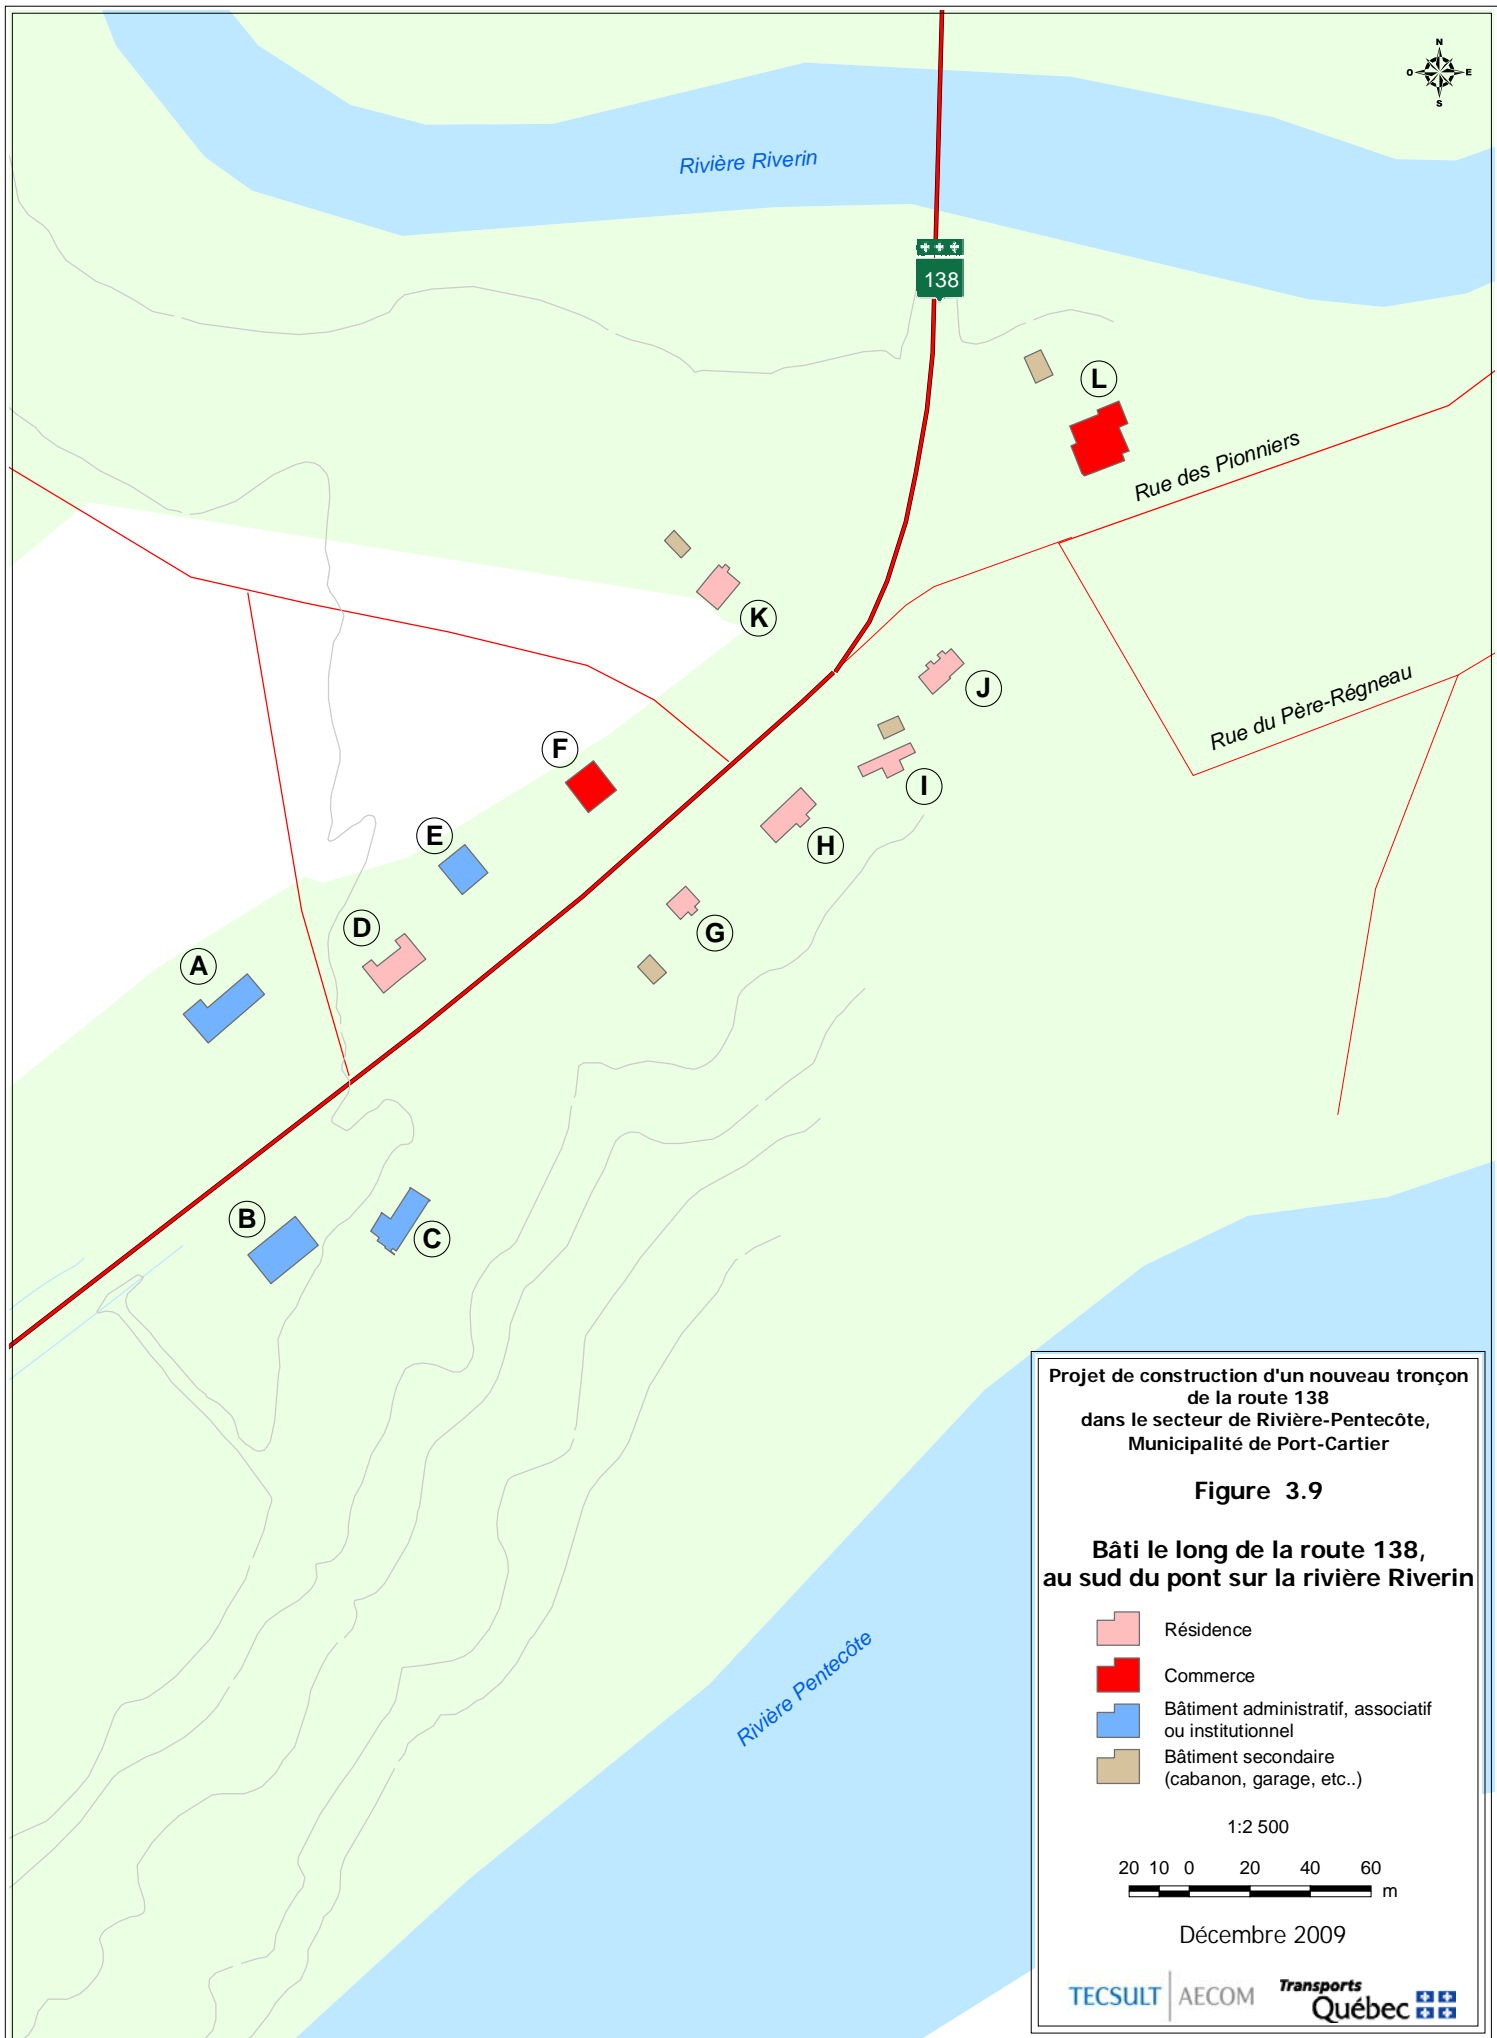 N
O E
S
Rivière Riverin
138
L
Rue des Pionniers
K
J
Rue du Père-Régneau
F
I
E
H
D
G
A
B
C
Projet de construction d'un nouveau tronçon
de la route 138
dans le secteur de Rivière-Pentecôte,
Municipalité de Port-Cartier
Figure 3.9
Bâti le long de la route 138,
au sud du pont sur la rivière Riverin
Résidence
Commerce
Bâtiment administratif, associatif
ou institutionnel
Bâtiment secondaire
(cabanon, garage, etc..)
Rivière Pentecôte
1:2 500
20 10 0 20 40 60
m
Décembre 2009
TECSULT AECOM
Transports
Québec